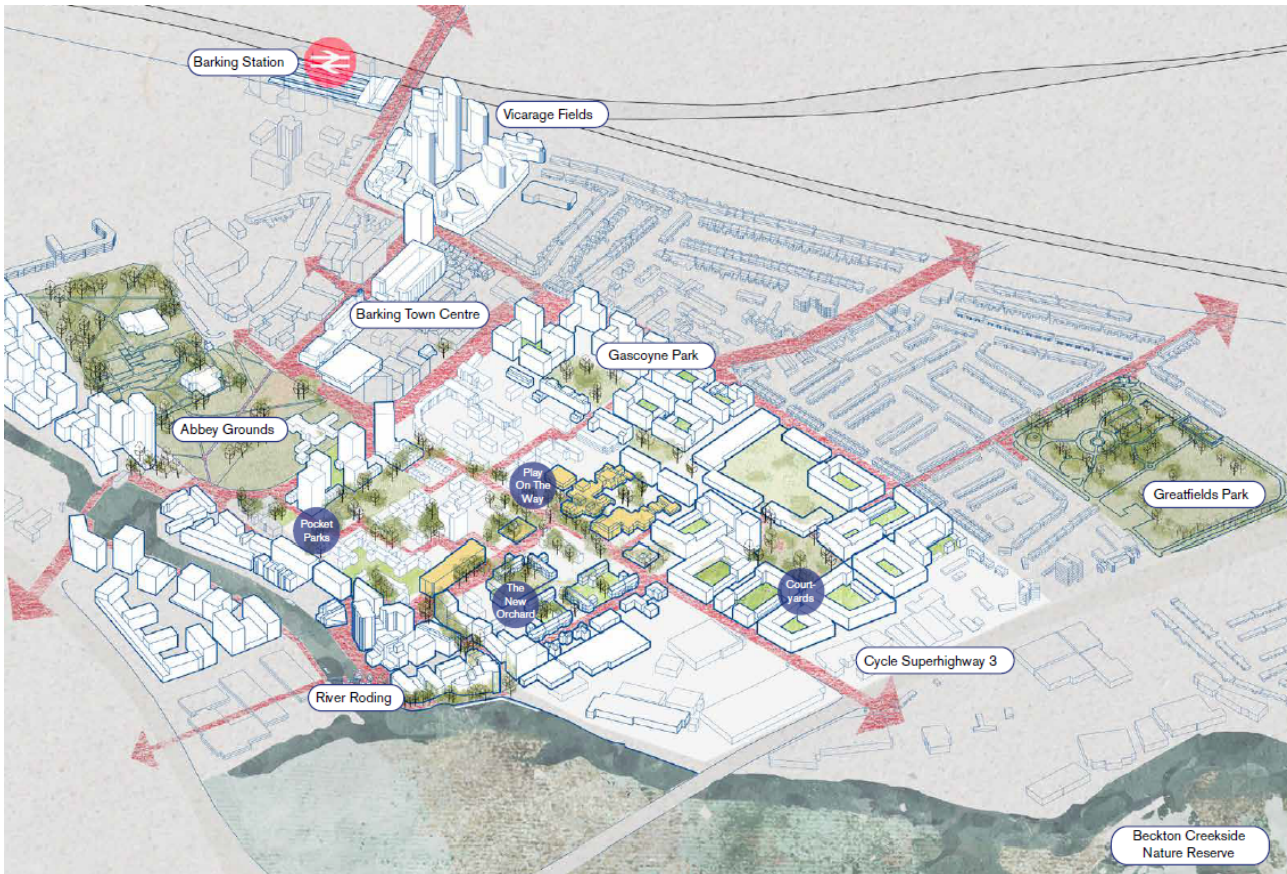 Barking Station
Vicarage Fields
Barking Town Centre
Gascoyne Park
Abbey Grounds
Play
On The
Way
Greatfields Park
Pocket
Parks
Court-
yards
The
New
Orchard
Cycle Superhighway 3
River Roding
Beckton Creekside
Nature Reserve